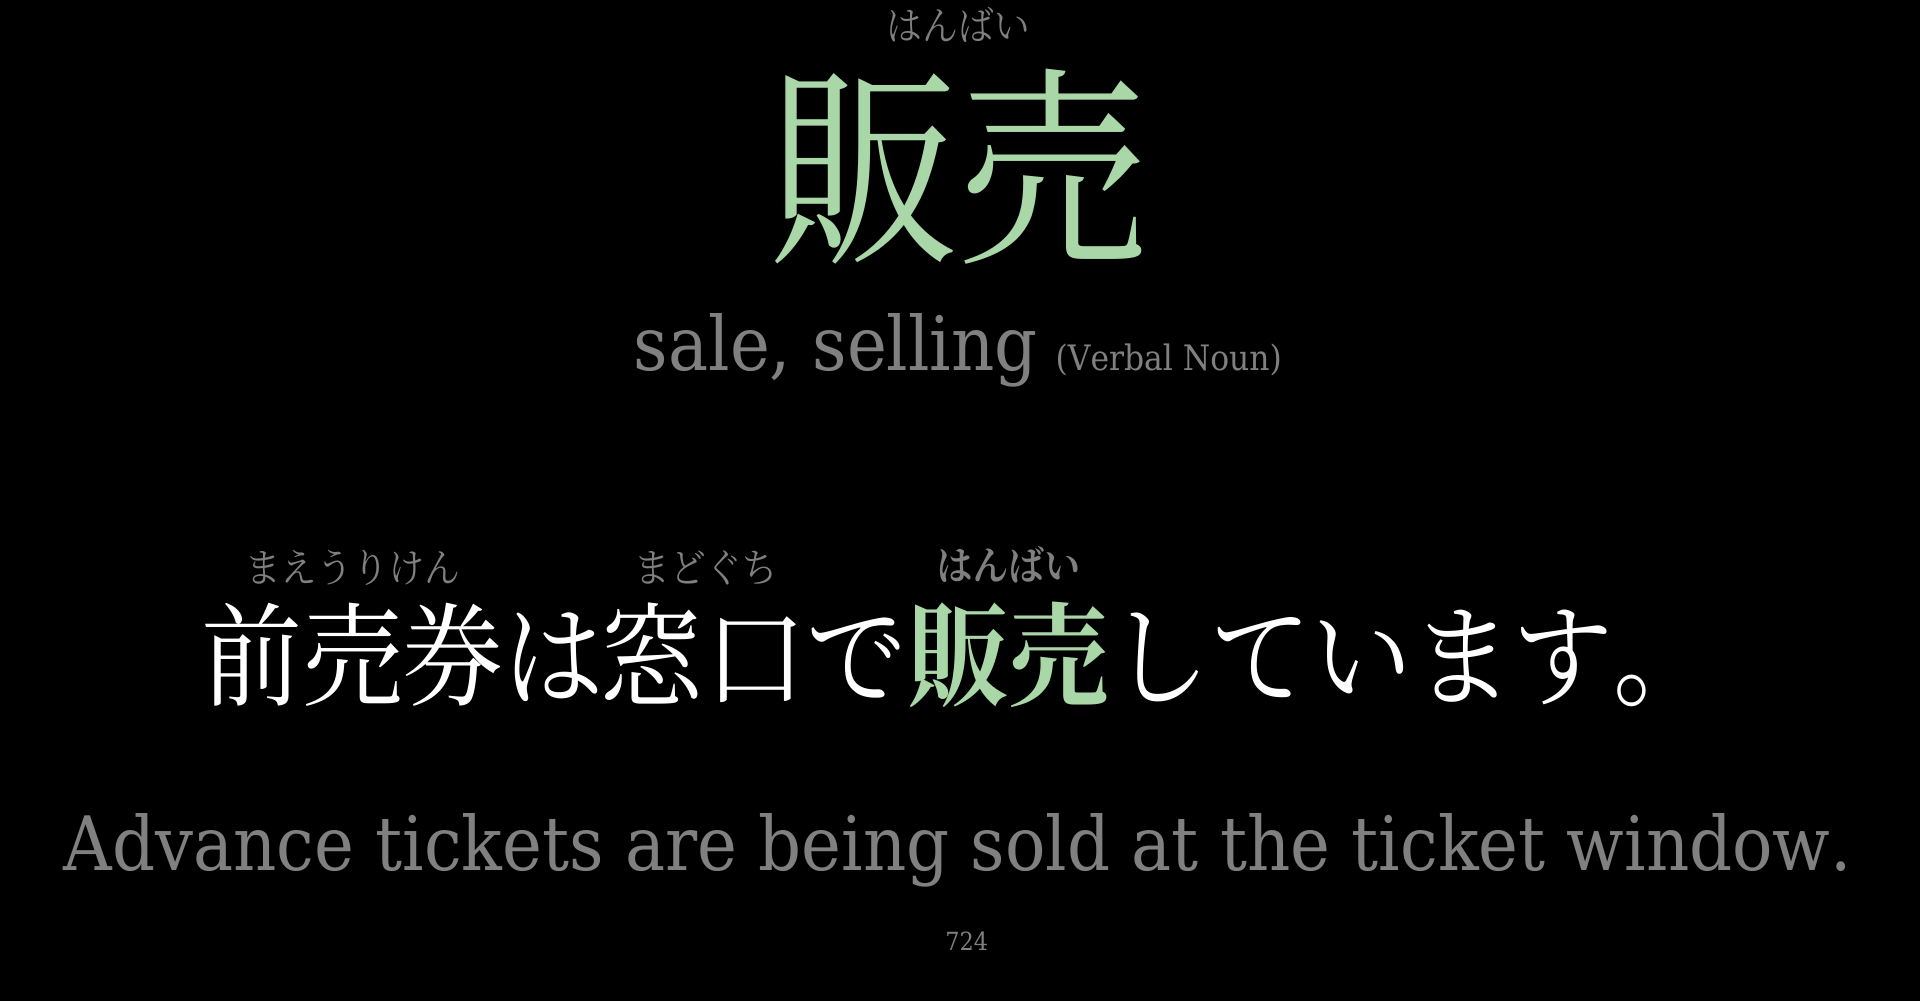 はんばい
販売
sale, selling (Verbal Noun)
まえうりけん まどぐち はんばい
前売券は窓口で販売しています。
Advance tickets are being sold at the ticket window.
724